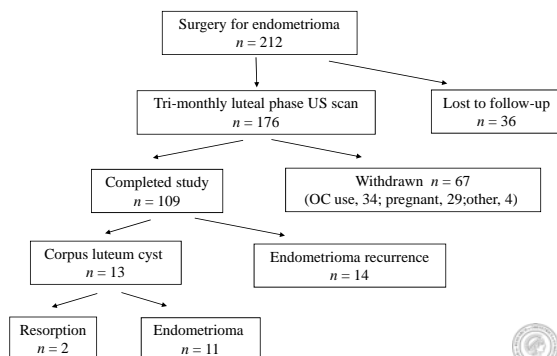 Surgery for endometrioma
n = 212
Tri-monthly luteal phase US scan
n = 176
Lost to follow-up
n = 36
Completed study
n = 109
Withdrawn n = 67
(OC use, 34; pregnant, 29;other, 4)
Corpus luteum cyst
n = 13
Endometrioma recurrence
n = 14
Resorption
n = 2
Endometrioma
n = 11